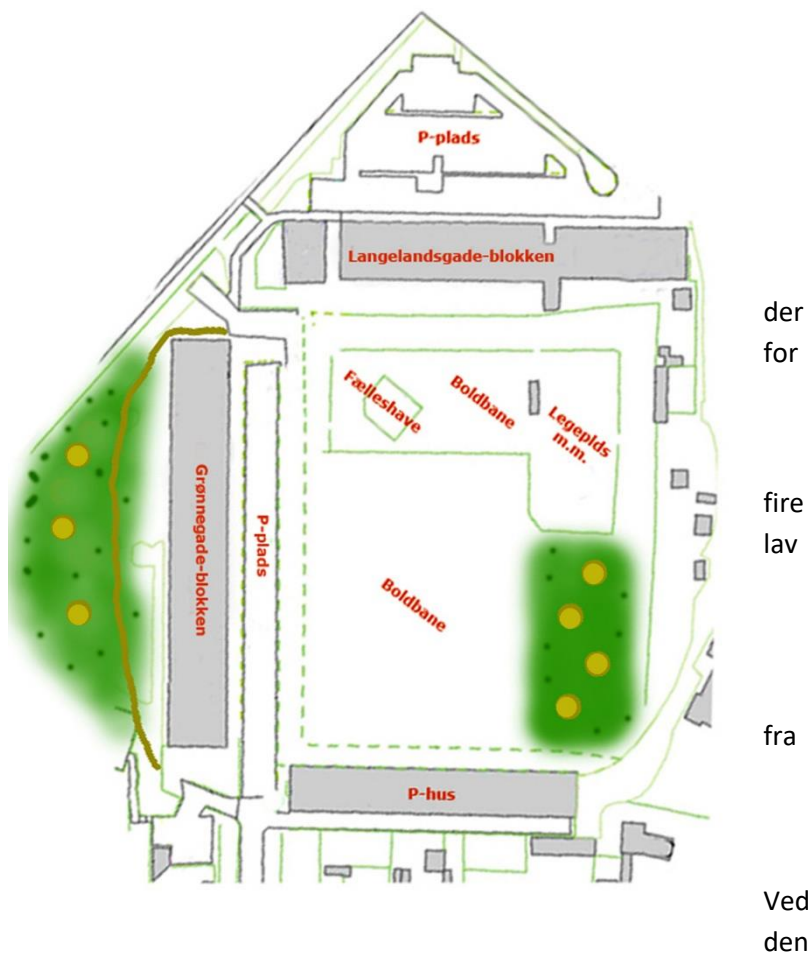 P-plads
Langelandsgade-blokken
der
for
Fælleshave
Boldbane
Legeplds
m.m.
Grønnegade-blokken
P-plads
fire
lav
Boldbane
fra
P-hus
Ved
den